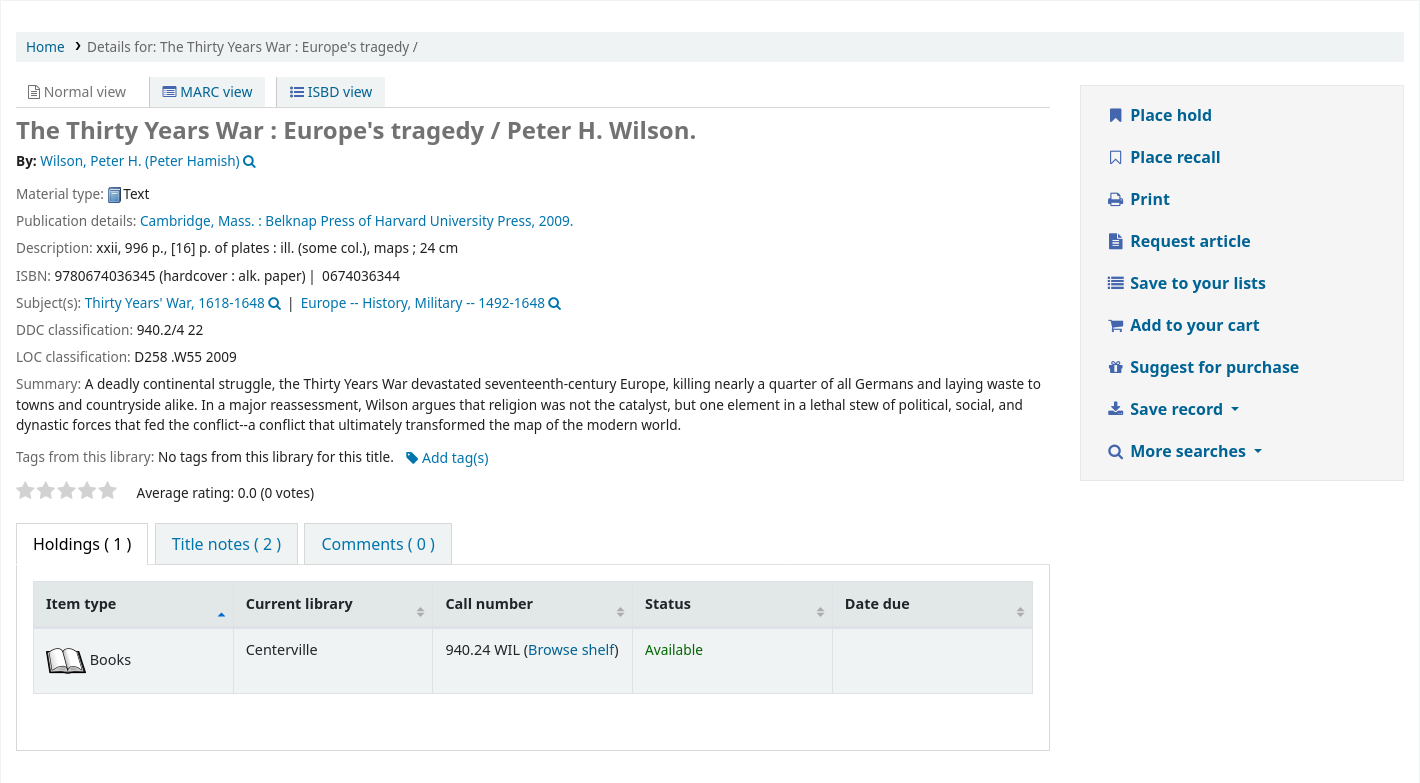 Home ❯ Details for: The Thirty Years War : Europe's tragedy /
Normal view MARC view ISBD view
The Thirty Years War : Europe's tragedy / Peter H. Wilson.
By: Wilson, Peter H. (Peter Hamish)
Material type: Text
Publication details: Cambridge, Mass. : Belknap Press of Harvard University Press, 2009.
Description: xxii, 996 p., [16] p. of plates : ill. (some col.), maps ; 24 cm
ISBN: 9780674036345 (hardcover : alk. paper) | 0674036344
Subject(s): Thirty Years' War, 1618-1648 | Europe -- History, Military -- 1492-1648
DDC classification: 940.2/4 22
LOC classification: D258 .W55 2009
Summary: A deadly continental struggle, the Thirty Years War devastated seventeenth-century Europe, killing nearly a quarter of all Germans and laying waste to
towns and countryside alike. In a major reassessment, Wilson argues that religion was not the catalyst, but one element in a lethal stew of political, social, and
dynastic forces that fed the conflict--a conflict that ultimately transformed the map of the modern world.
Tags from this library: No tags from this library for this title. Add tag(s)
Average rating: 0.0 (0 votes)
Holdings ( 1 ) Title notes ( 2 ) Comments ( 0 )
Item type Current library Call number Status Date due
Books Centerville 940.24 WIL (Browse shelf) Available
Place hold
Place recall
Print
Request article
Save to your lists
Add to your cart
Suggest for purchase
Save record
More searches